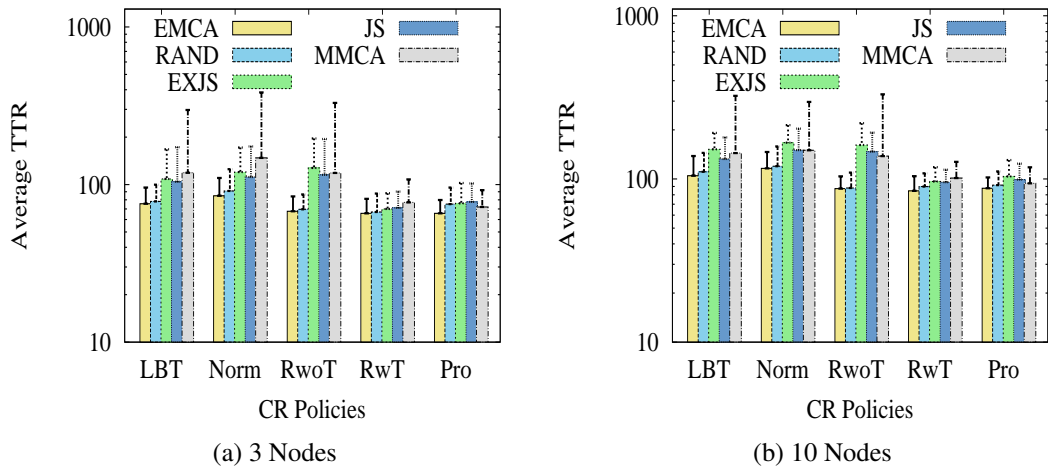 1000
100
10
Average TTR
EMCA
RAND
EXJS
JS
MMCA
LBT Norm RwoT RwT Pro
CR Policies
(a) 3 Nodes
1000
100
10
Average TTR
EMCA
RAND
EXJS
JS
MMCA
LBT Norm RwoT RwT Pro
CR Policies
(b) 10 Nodes